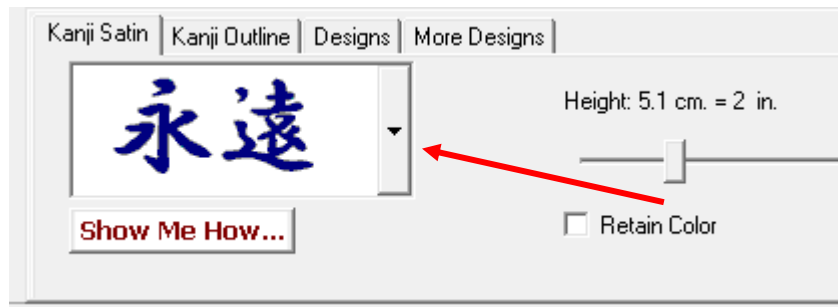 Kanji Satin
Kanji Outline
Designs
More Designs
永遠
Height: 5.1 cm. = 2 in.
Show Me How...
Retain Color